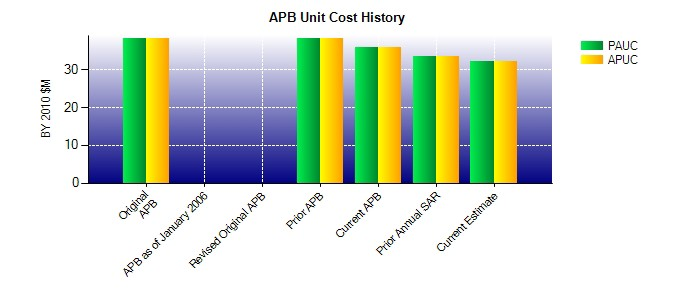 APB Unit Cost History
PAUC
APUC
BY 2010 $M
30
20
10
0
Original
APB
APB as of January 2006
Revised Original APB
Prior APB
Current APB
Prior Annual SAR
Current Estimate